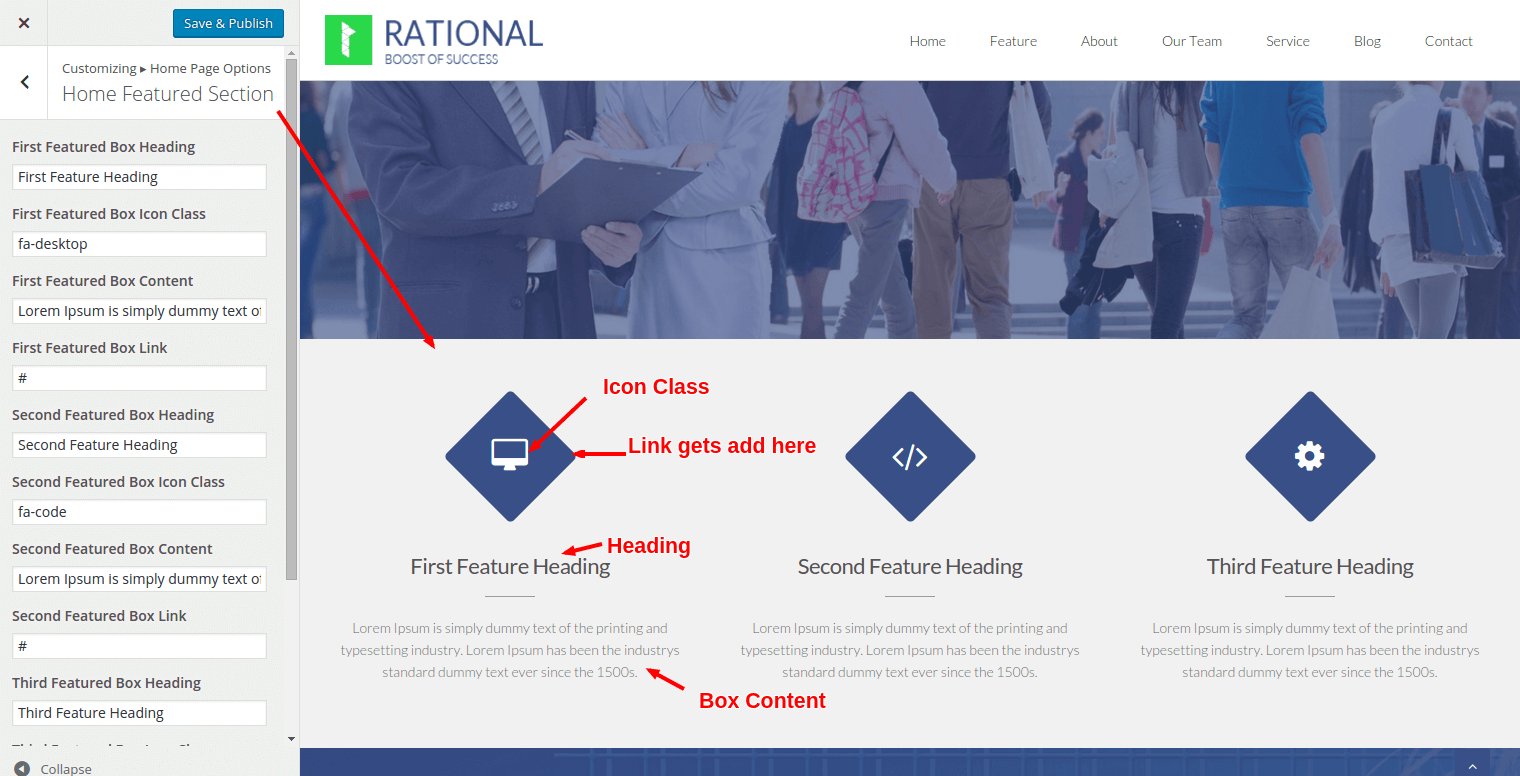 Save & Publish
Customizing ▸ Home Page Options
Home Featured Section
First Featured Box Heading
First Feature Heading
First Featured Box Icon Class
fa-desktop
First Featured Box Content
Lorem Ipsum is simply dummy text of
First Featured Box Link
#
Second Featured Box Heading
Second Feature Heading
Second Featured Box Icon Class
fa-code
Second Featured Box Content
Lorem Ipsum is simply dummy text of
Second Featured Box Link
#
Third Featured Box Heading
Third Feature Heading
Collapse
RATIONAL
BOOST OF SUCCESS
Home
Feature
About
Our Team
Service
Blog
Contact
Icon Class
Link gets add here
Heading
First Feature Heading
Lorem Ipsum is simply dummy text of the printing and
typesetting industry. Lorem Ipsum has been the industrys
standard dummy text ever since the 1500s.
Box Content
Second Feature Heading
Lorem Ipsum is simply dummy text of the printing and
typesetting industry. Lorem Ipsum has been the industrys
standard dummy text ever since the 1500s.
Third Feature Heading
Lorem Ipsum is simply dummy text of the printing and
typesetting industry. Lorem Ipsum has been the industrys
standard dummy text ever since the 1500s.